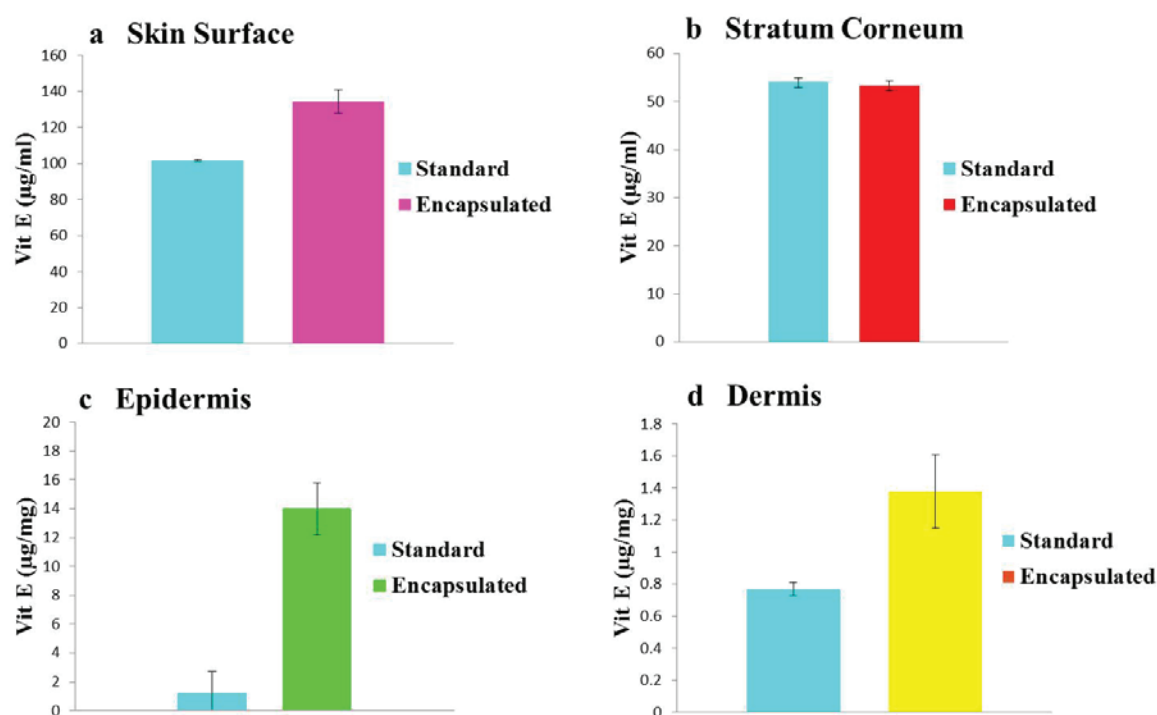 a Skin Surface
160
140
120
100
80
60
40
20
0
Vit E (µg/ml)
Standard
Encapsulated
b Stratum Corneum
60
50
40
30
20
10
0
Vit E (µg/ml)
Standard
Encapsulated
c Epidermis
20
18
16
14
12
10
8
6
4
2
0
Vit E (µg/mg)
Standard
Encapsulated
d Dermis
1.8
1.6
1.4
1.2
1
0.8
0.6
0.4
0.2
0
Vit E (µg/mg)
Standard
Encapsulated